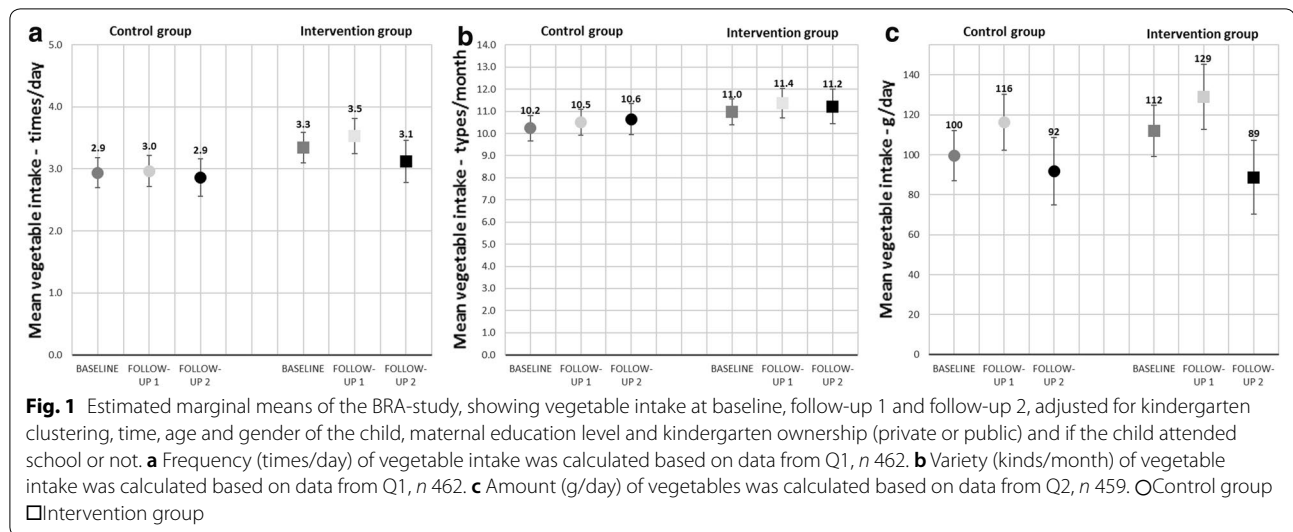 a
Control group Intervention group
Mean vegetable intake - times/day
5.0
4.0
3.0
2.0
1.0
0.0
2.9 3.0 2.9 3.3 3.5 3.1
BASELINE FOLLOW-UP 1 FOLLOW-UP 2 BASELINE FOLLOW-UP 1 FOLLOW-UP 2
b
Control group Intervention group
Mean vegetable intake - types/month
14.0
13.0
12.0
11.0
10.0
9.0
8.0
7.0
6.0
5.0
4.0
3.0
2.0
1.0
0.0
10.2 10.5 10.6 11.0 11.4 11.2
BASELINE FOLLOW-UP 1 FOLLOW-UP 2 BASELINE FOLLOW-UP 1 FOLLOW-UP 2
c
Control group Intervention group
Mean vegetable intake - g/day
140
120
100
80
60
40
20
0
100 116 92 112 129 89
BASELINE FOLLOW-UP 1 FOLLOW-UP 2 BASELINE FOLLOW-UP 1 FOLLOW-UP 2
Fig. 1 Estimated marginal means of the BRA-study, showing vegetable intake at baseline, follow-up 1 and follow-up 2, adjusted for kindergarten
clustering, time, age and gender of the child, maternal education level and kindergarten ownership (private or public) and if the child attended
school or not. a Frequency (times/day) of vegetable intake was calculated based on data from Q1, n 462. b Variety (kinds/month) of vegetable
intake was calculated based on data from Q1, n 462. c Amount (g/day) of vegetables was calculated based on data from Q2, n 459. ○Control group
□Intervention group